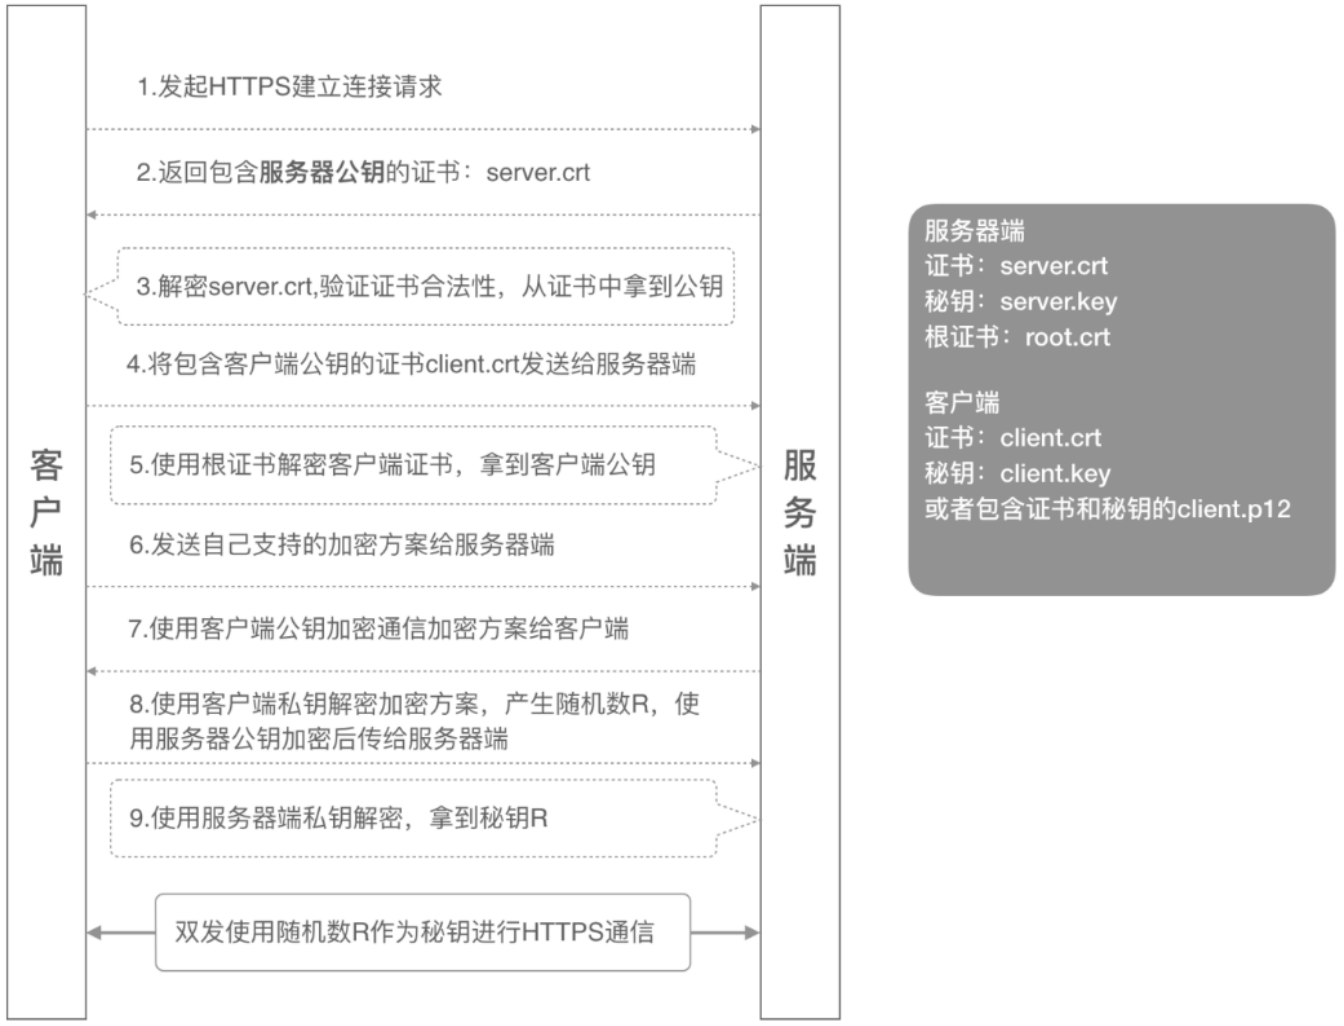 1.发起HTTPS建立连接请求
2.返回包含服务器公钥的证书：server.crt
3.解密server.crt,验证证书合法性，从证书中拿到公钥
4.将包含客户端公钥的证书client.crt发送给服务器端
5.使用根证书解密客户端证书，拿到客户端公钥
6.发送自己支持的加密方案给服务器端
7.使用客户端公钥加密通信加密方案给客户端
8.使用客户端私钥解密加密方案，产生随机数R，使
用服务器公钥加密后传给服务器端
9.使用服务器端私钥解密，拿到秘钥R
双发使用随机数R作为秘钥进行HTTPS通信
客
户
端
服
务
端
服务器端
证书：server.crt
秘钥：server.key
根证书：root.crt
客户端
证书：client.crt
秘钥：client.key
或者包含证书和秘钥的client.p12